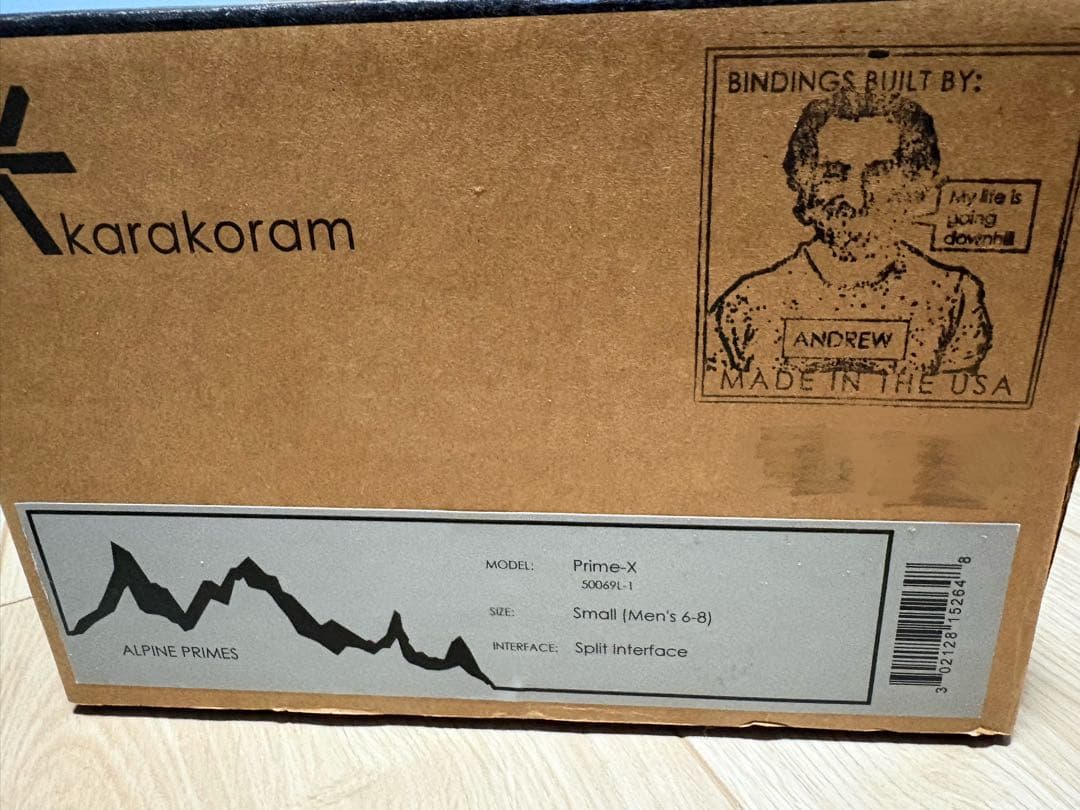 karakoram
BINDINGS BUILT BY:
My life is
going
downhill
ANDREW
MADE IN THE USA
MODEL: Prime-X
50069L-1
SIZE: Small (Men's 6-8)
INTERFACE: Split Interface
ALPINE PRIMES
3 02128 15264 8